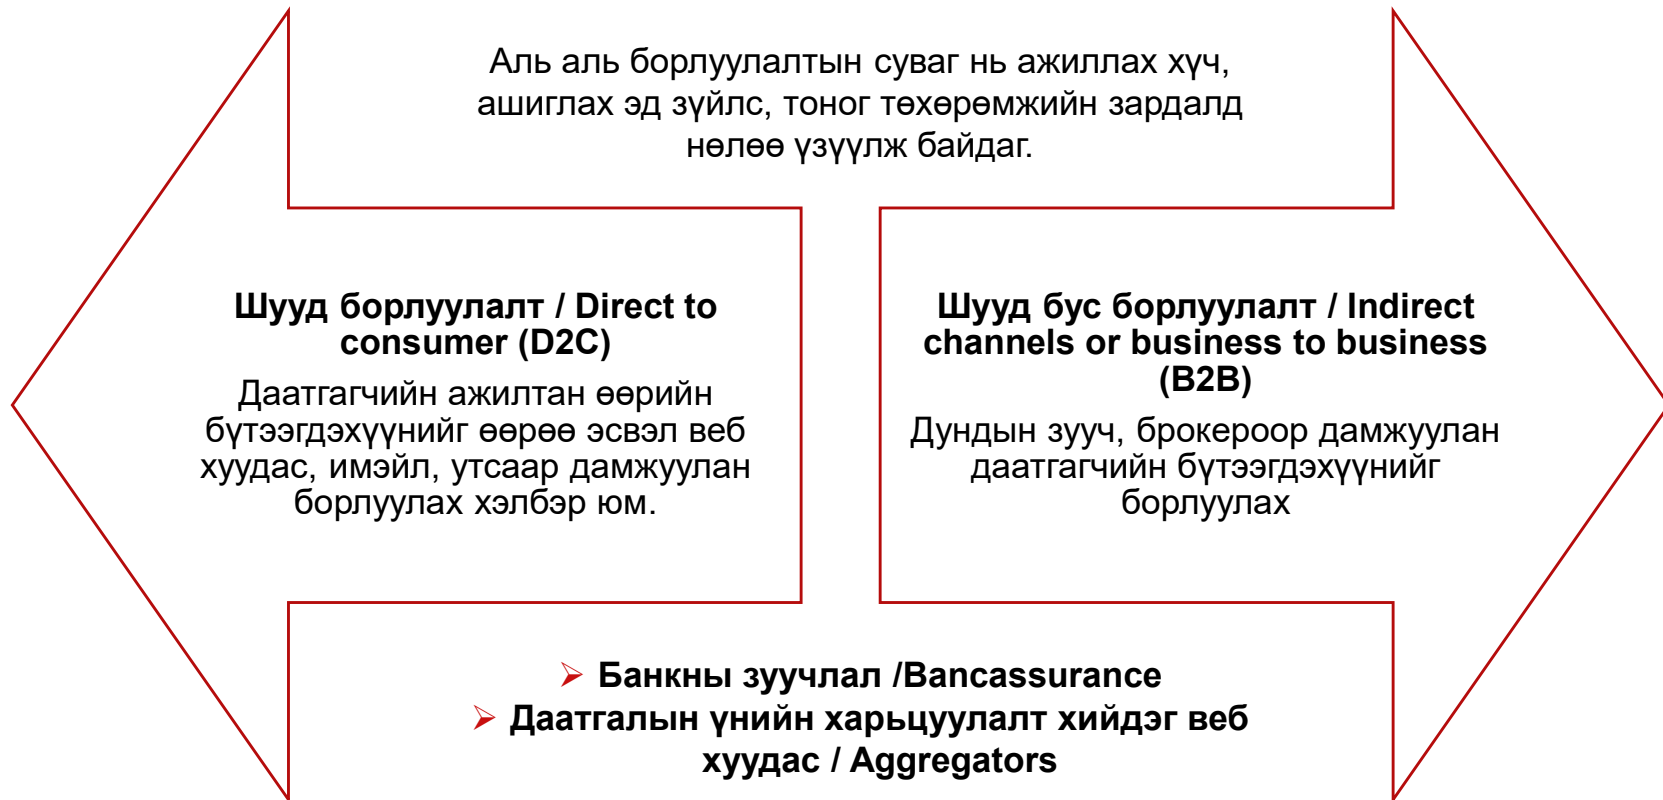 Аль аль борлуулалтын суваг нь ажиллах хүч,
ашиглах эд зүйлс, тоног төхөрөмжийн зардалд
нөлөө үзүүлж байдаг.
Шууд борлуулалт / Direct to
consumer (D2C)
Даатгагчийн ажилтан өөрийн
бүтээгдэхүүнийг өөрөө эсвэл веб
хуудас, имэйл, утсаар дамжуулан
борлуулах хэлбэр юм.
Шууд бус борлуулалт / Indirect
channels or business to business
(B2B)
Дундын зууч, брокероор дамжуулан
даатгагчийн бүтээгдэхүүнийг
борлуулах
➢ Банкны зуучлал /Bancassurance
➢ Даатгалын үнийн харьцуулалт хийдэг веб
хуудас / Aggregators